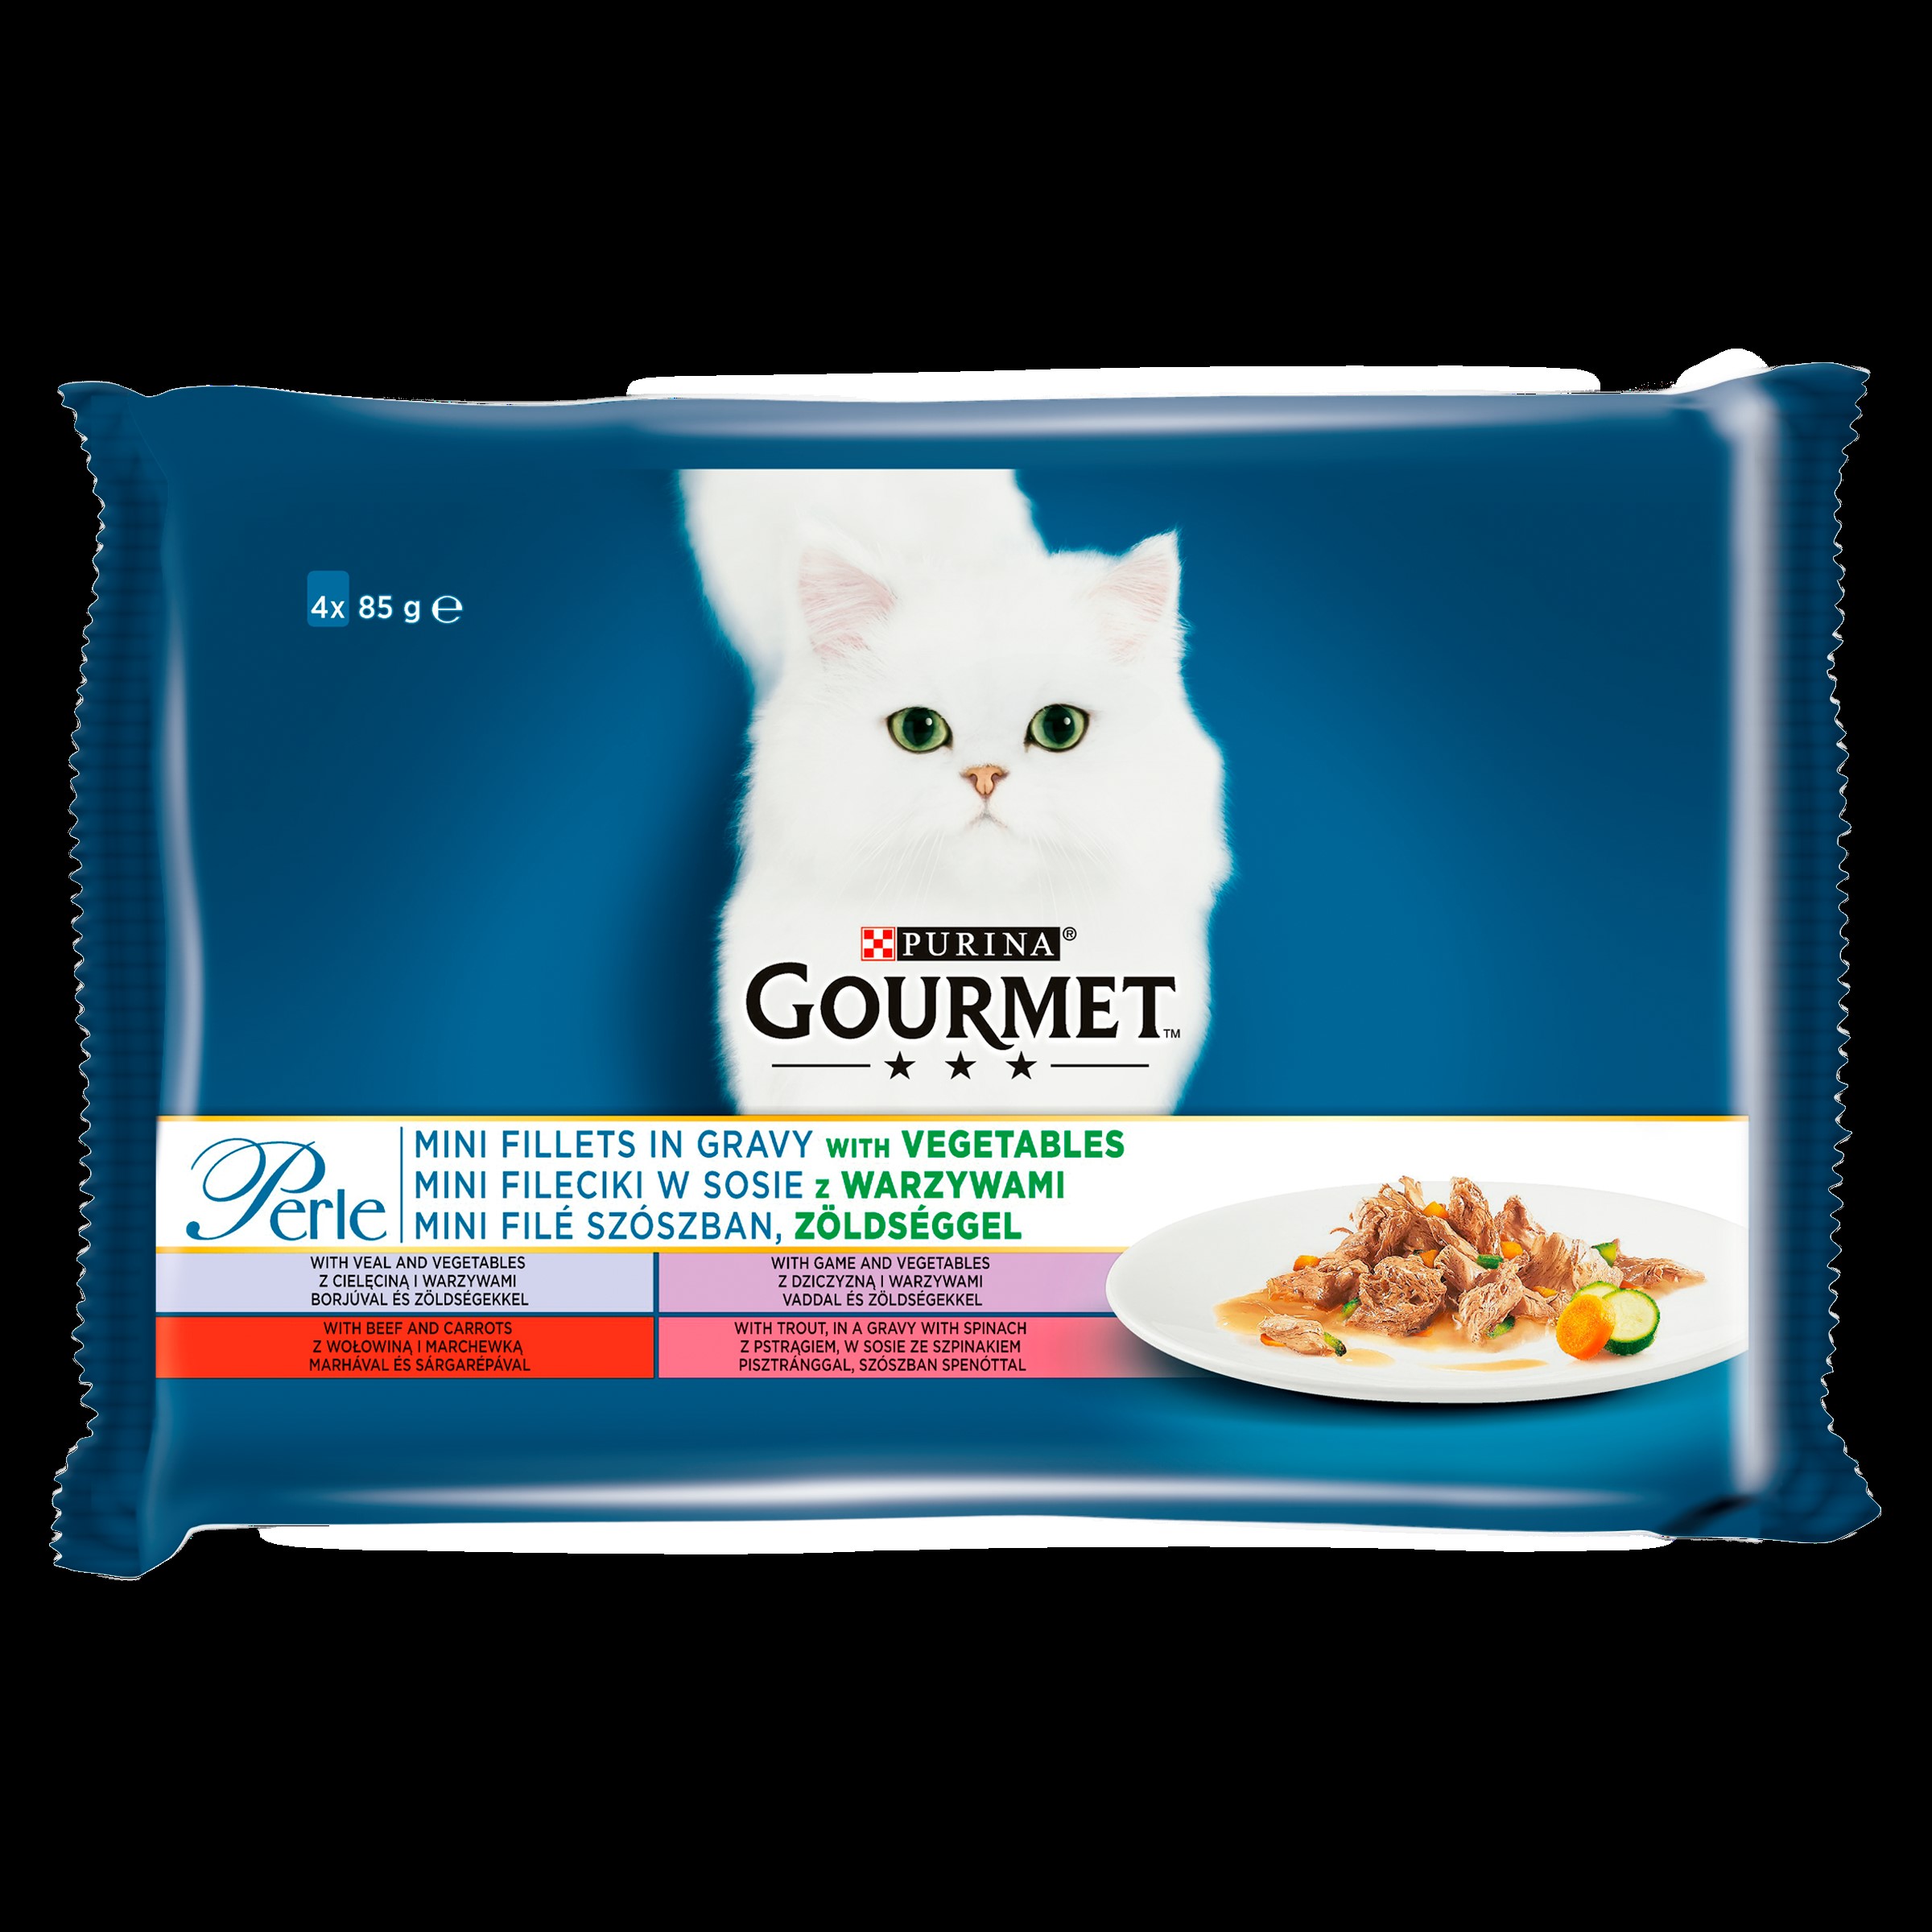 4x 85 g ℮
PURINA®
GOURMET™
Perle
MINI FILLETS IN GRAVY WITH VEGETABLES
MINI FILECIKI W SOSIE z WARZYWAMI
MINI FILÉ SZÓSZBAN, ZÖLDSÉGGEL
WITH VEAL AND VEGETABLES
Z CIELĘCINĄ I WARZYWAMI
BORJÚVAL ÉS ZÖLDSÉGEKKEL
WITH GAME AND VEGETABLES
Z DZICZYZNĄ I WARZYWAMI
VADDAL ÉS ZÖLDSÉGEKKEL
WITH BEEF AND CARROTS
Z WOŁOWINĄ I MARCHEWKĄ
MARHÁVAL ÉS SÁRGARÉPÁVAL
WITH TROUT, IN A GRAVY WITH SPINACH
Z PSTRĄGIEM, W SOSIE ZE SZPINAKIEM
PISZTRÁNGGAL, SZÓSZBAN SPENÓTTAL